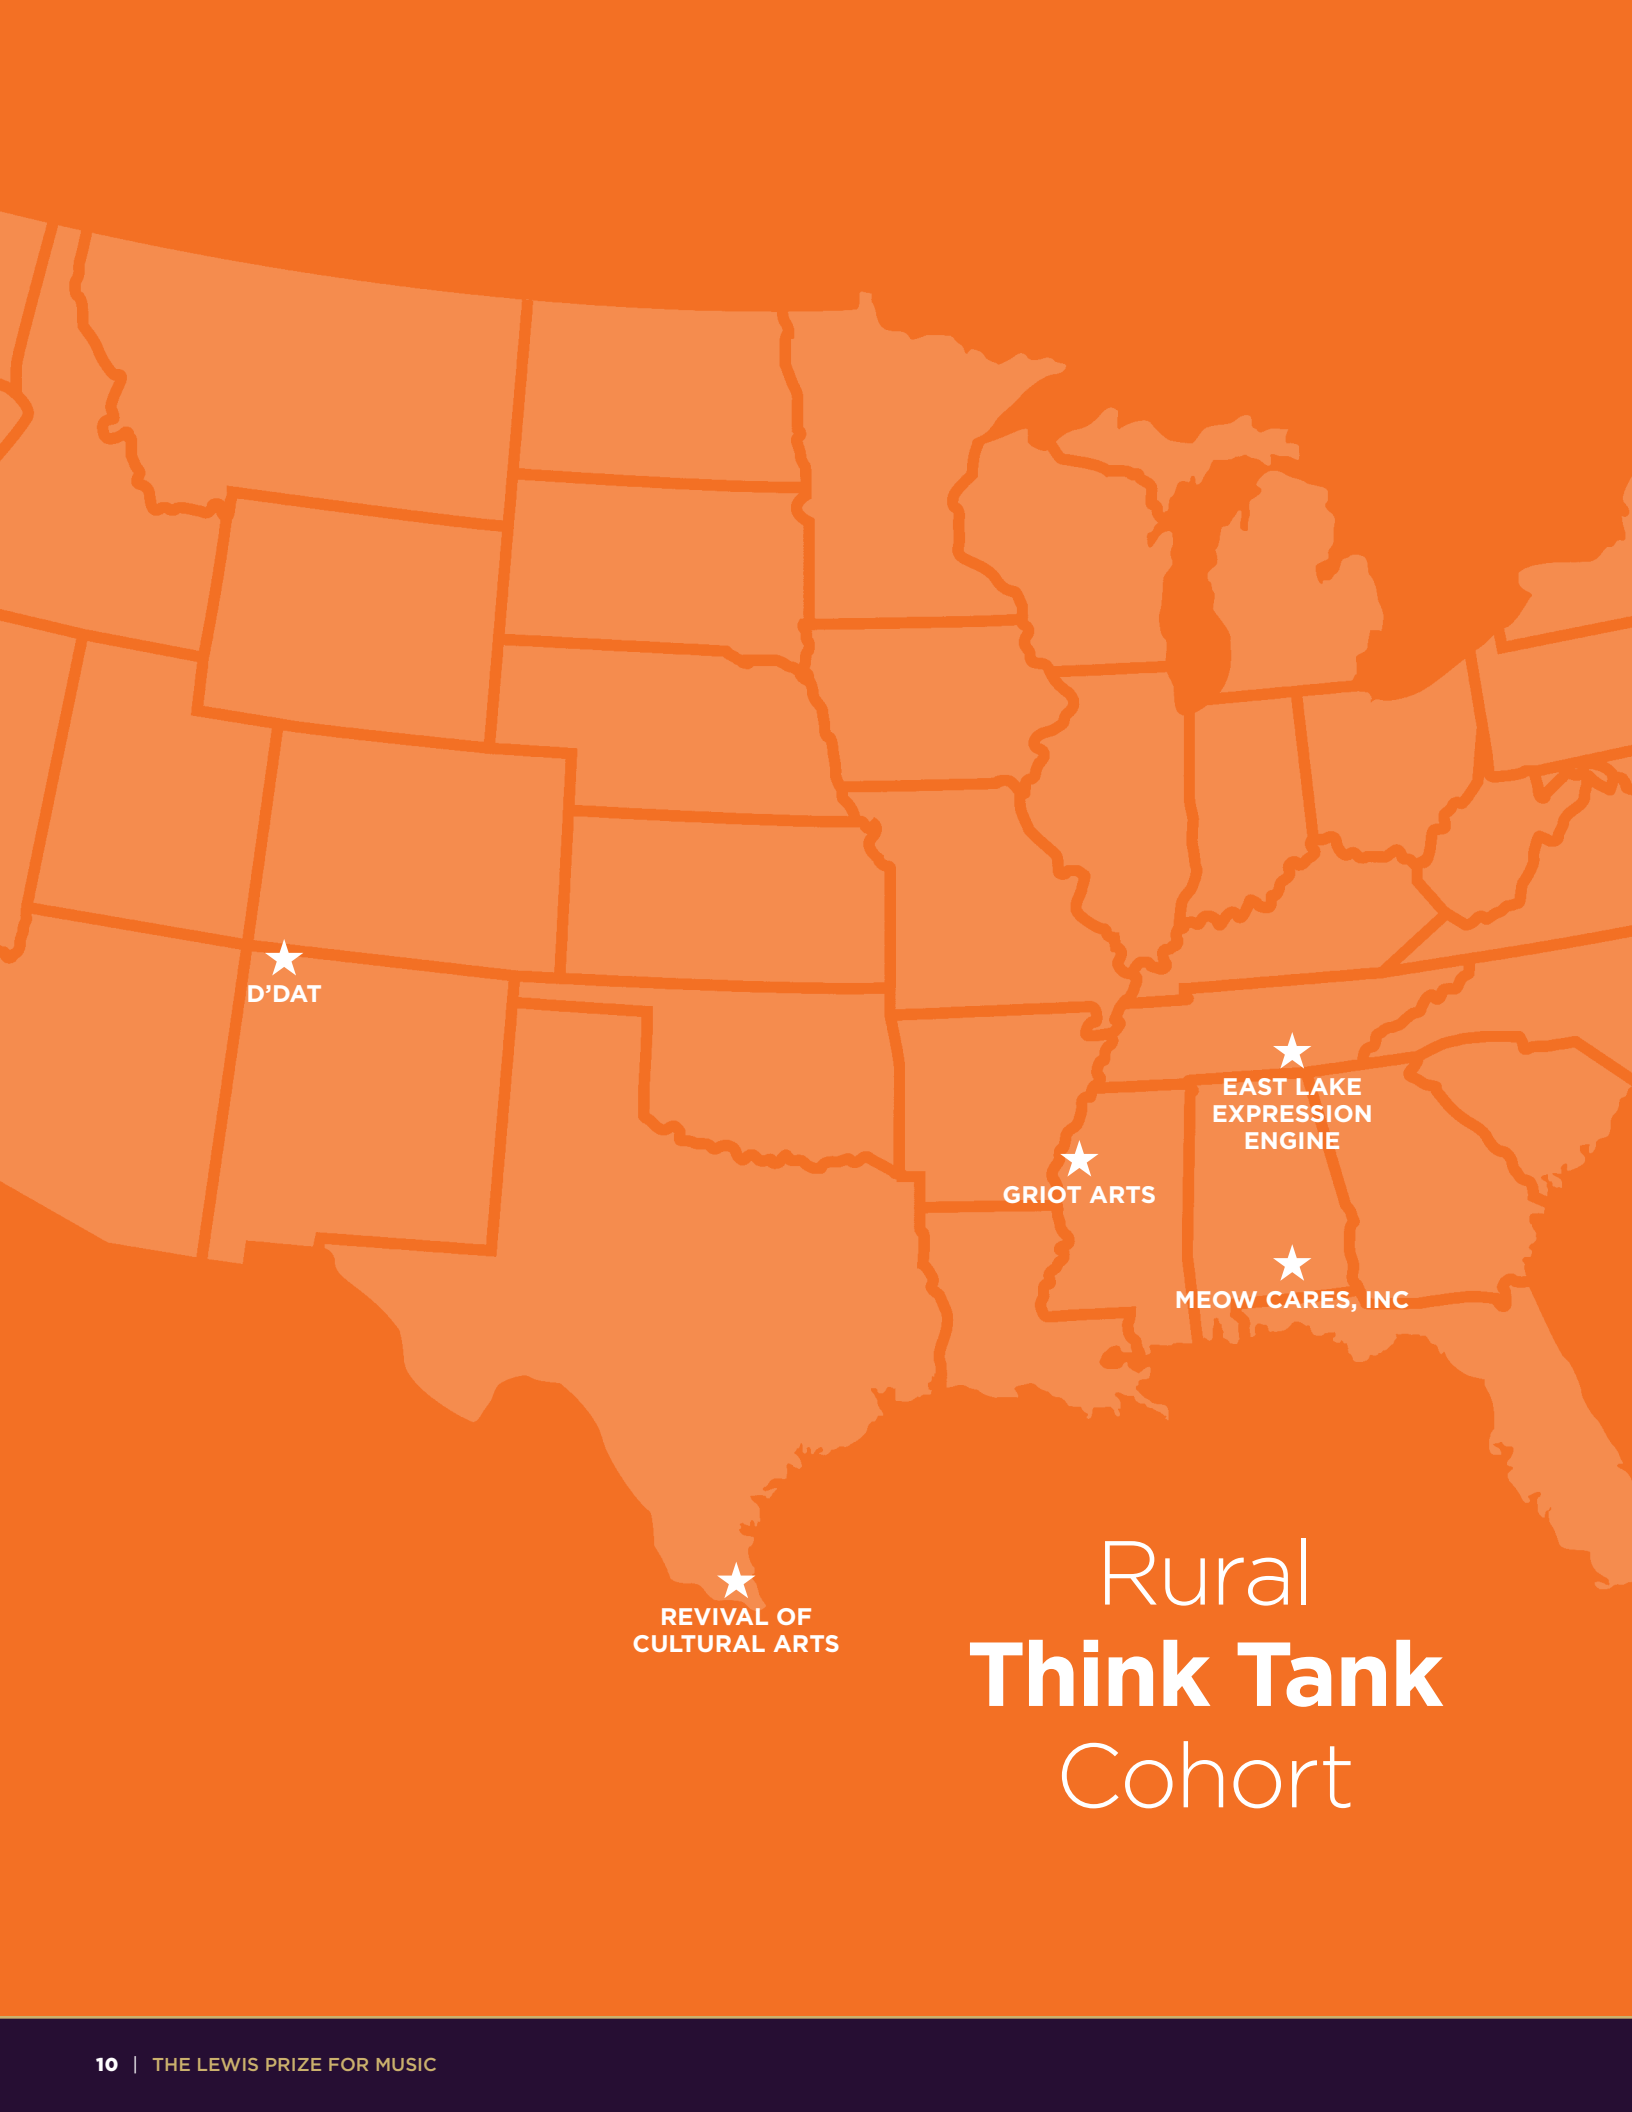 D’DAT
EAST LAKE
EXPRESSION
ENGINE
GRIOT ARTS
MEOW CARES, INC
REVIVAL OF
CULTURAL ARTS
Rural
Think Tank
Cohort
10 | THE LEWIS PRIZE FOR MUSIC